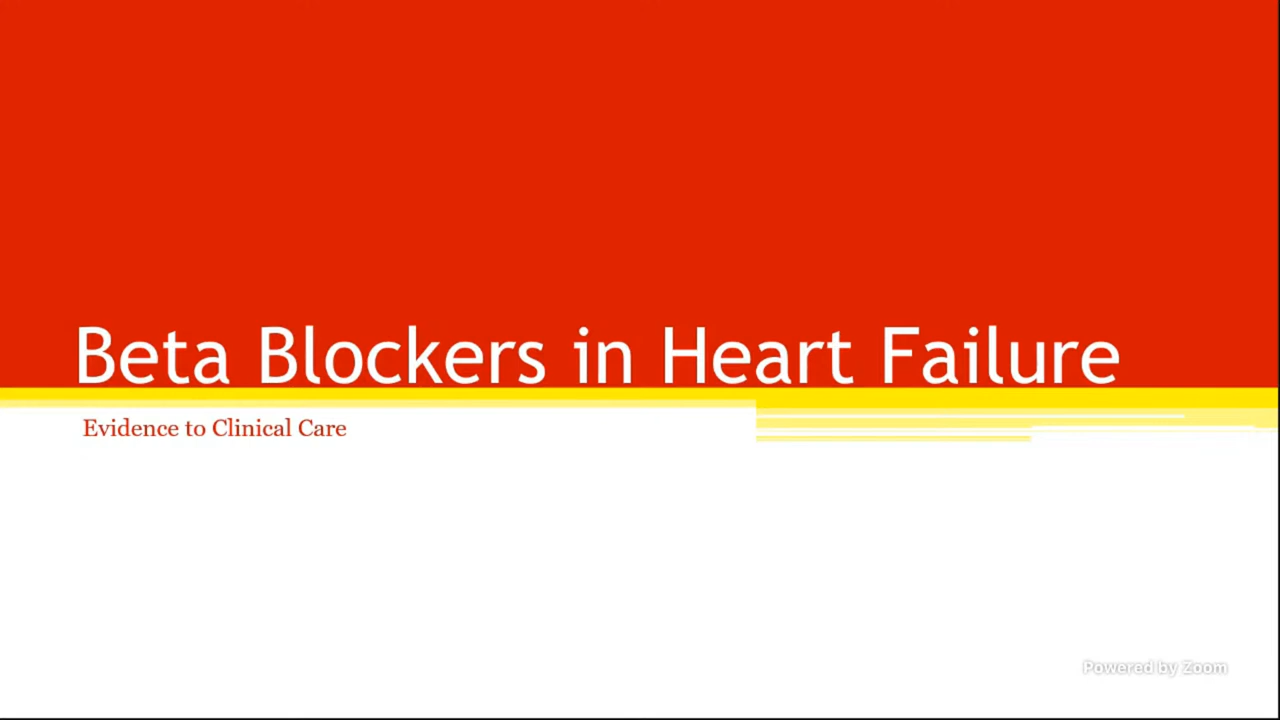 Beta Blockers in Heart Failure
Evidence to Clinical Care
Powered by Zoom